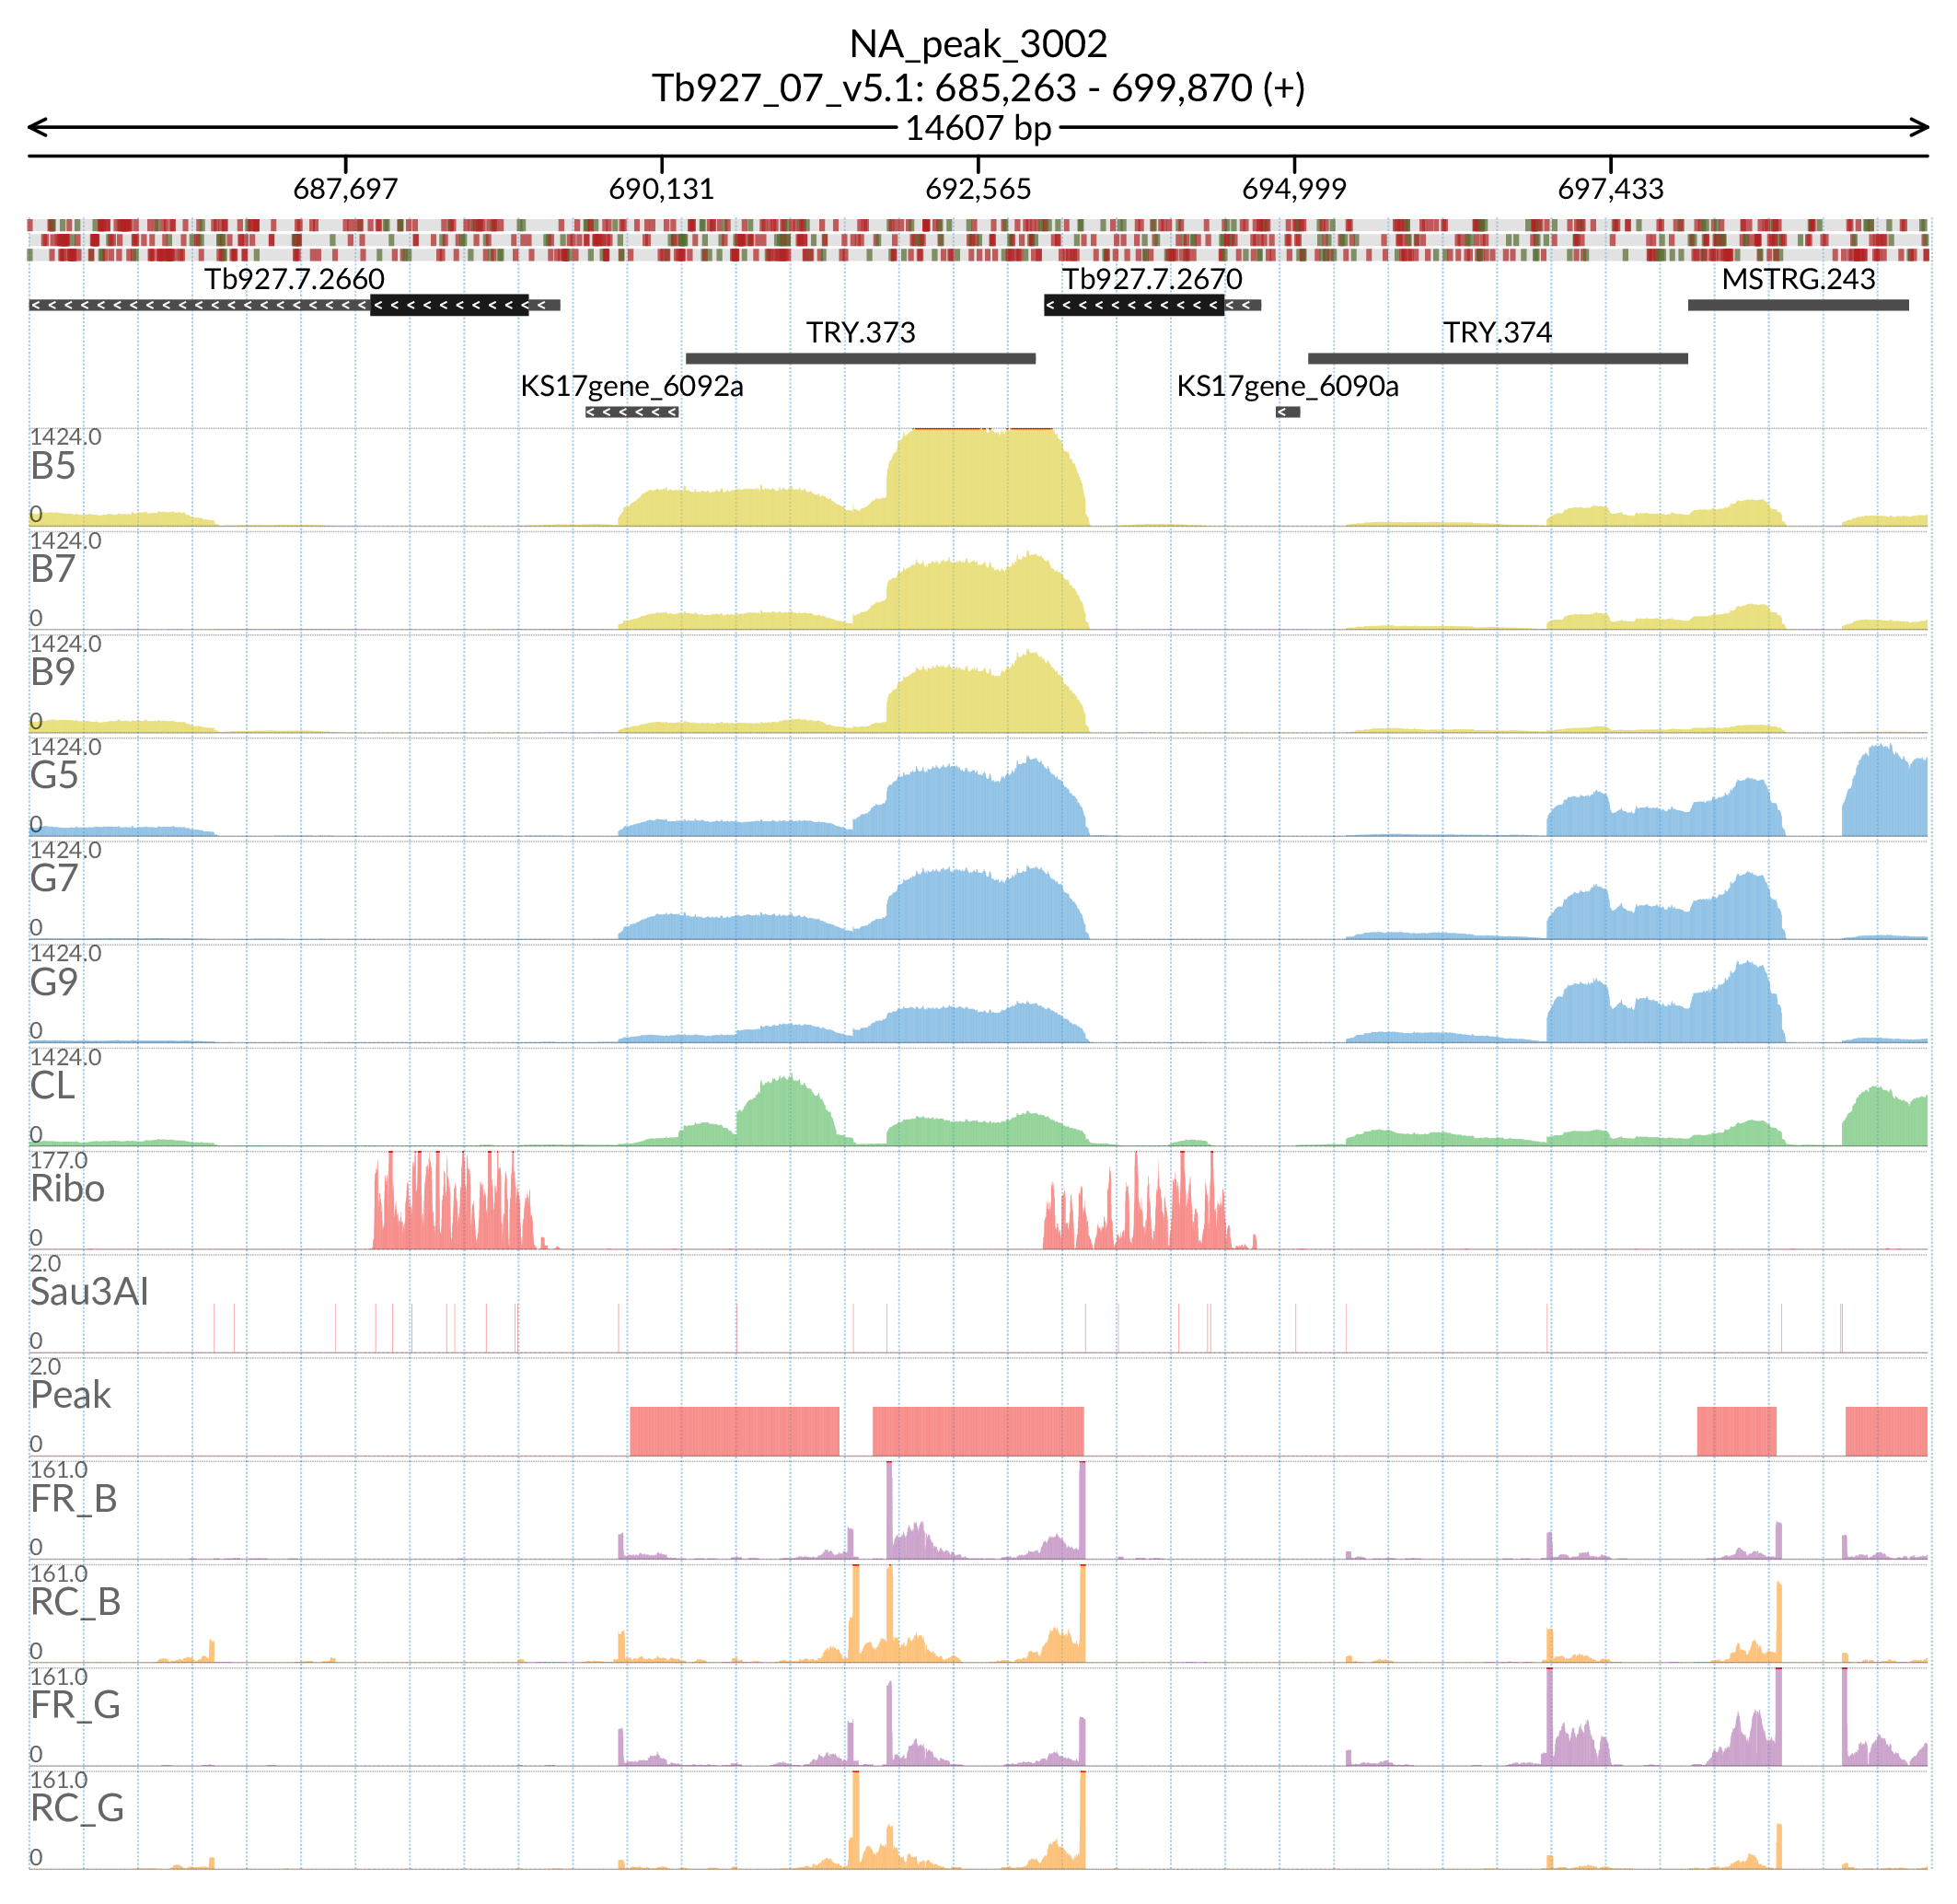 NA_peak_3002
Tb927_07_v5.1: 685,263 - 699,870 (+)
14607 bp
687,697 690,131 692,565 694,999 697,433
Tb927.7.2660 Tb927.7.2670 MSTRG.243
TRY.373 TRY.374
KS17gene_6092a KS17gene_6090a
1424.0
B5
0
1424.0
B7
0
1424.0
B9
0
1424.0
G5
0
1424.0
G7
0
1424.0
G9
0
1424.0
CL
0
177.0
Ribo
0
2.0
Sau3AI
0
2.0
Peak
0
161.0
FR_B
0
161.0
RC_B
0
161.0
FR_G
0
161.0
RC_G
0